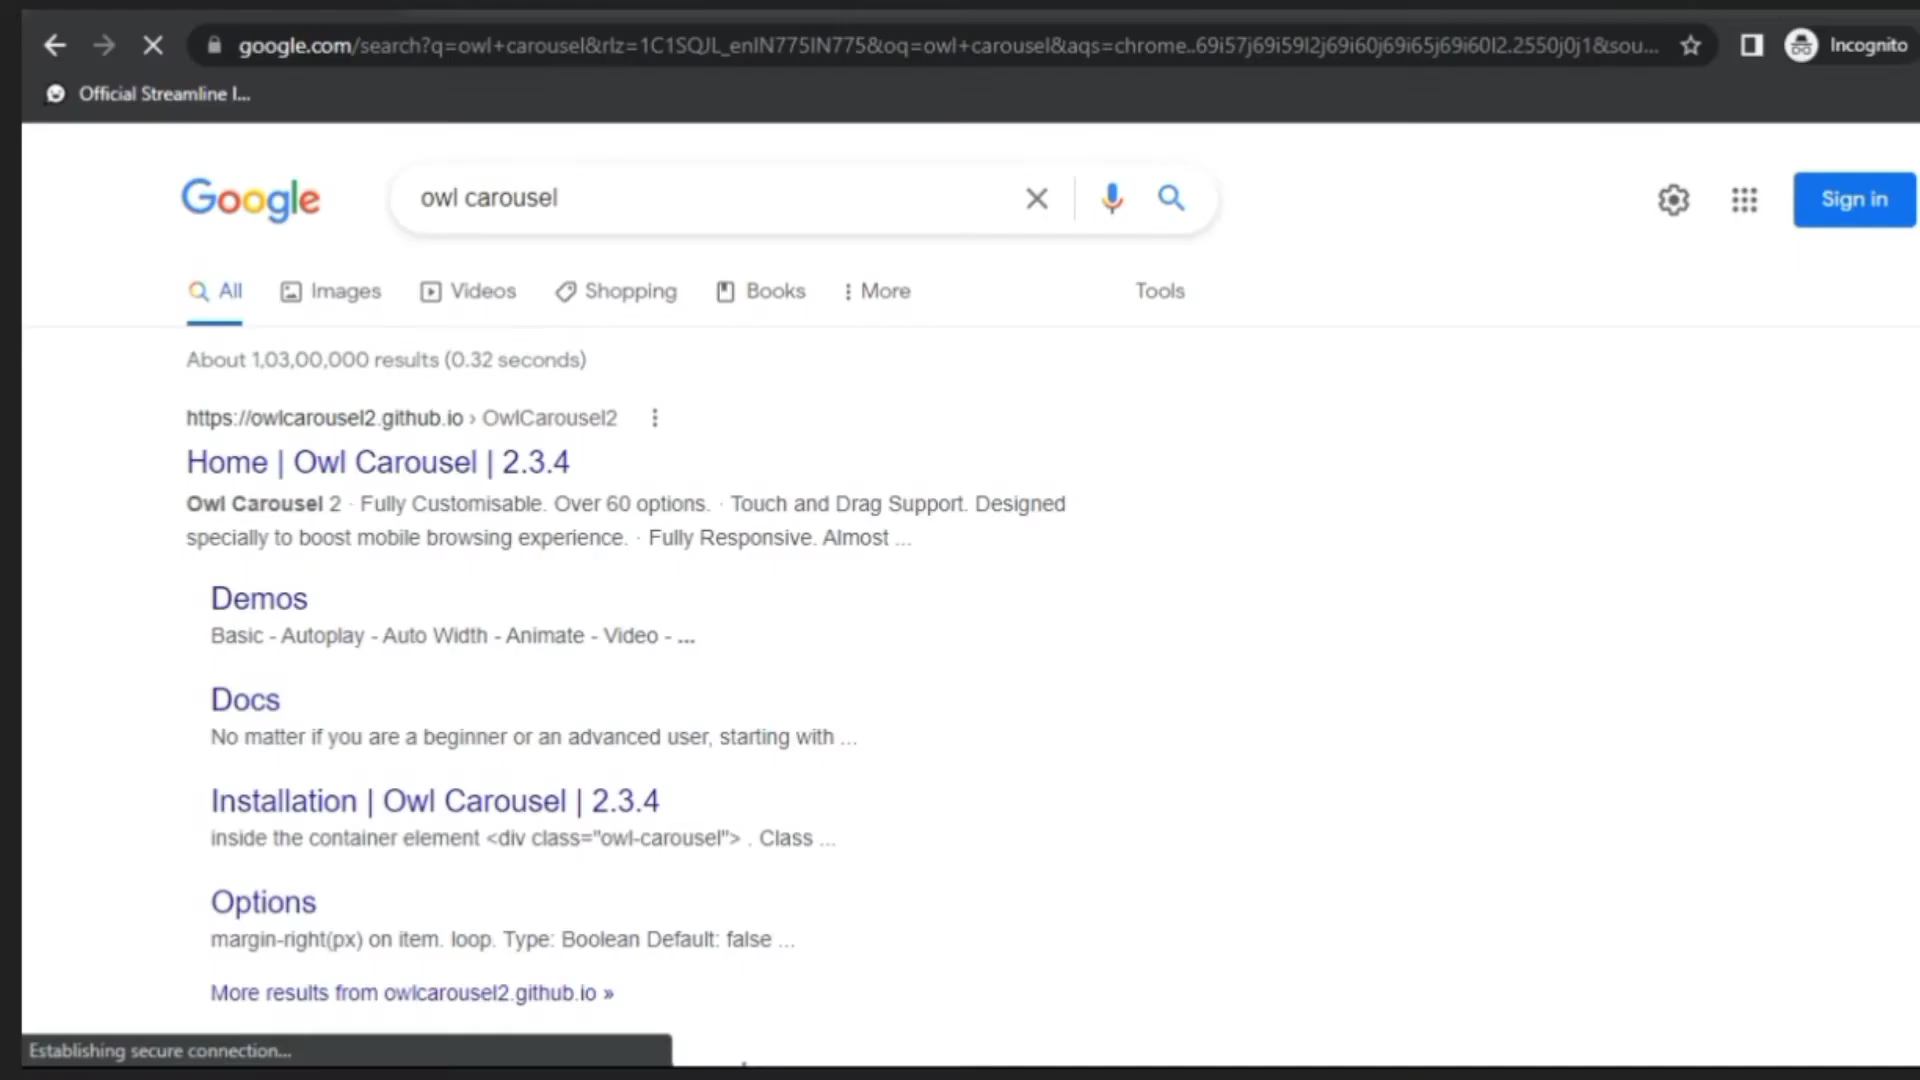 google.com/search?q=owl+carousel&rlz=1C1SQJL_enIN775IN775&oq=owl+carousel&aqs=chrome..69i57j69i59l2j69i60j69i65j69i60l2.2550j0j1&sou...
Incognito
Official Streamline I...
Google
owl carousel
Sign in
All
Images
Videos
Shopping
Books
More
Tools
About 1,03,00,000 results (0.32 seconds)
https://owlcarousel2.github.io › OwlCarousel2
Home | Owl Carousel | 2.3.4
Owl Carousel 2 · Fully Customisable. Over 60 options. · Touch and Drag Support. Designed
specially to boost mobile browsing experience. · Fully Responsive. Almost ...
Demos
Basic - Autoplay - Auto Width - Animate - Video - ...
Docs
No matter if you are a beginner or an advanced user, starting with ...
Installation | Owl Carousel | 2.3.4
inside the container element <div class="owl-carousel"> . Class ...
Options
margin-right(px) on item. loop. Type: Boolean Default: false ...
More results from owlcarousel2.github.io »
Establishing secure connection...